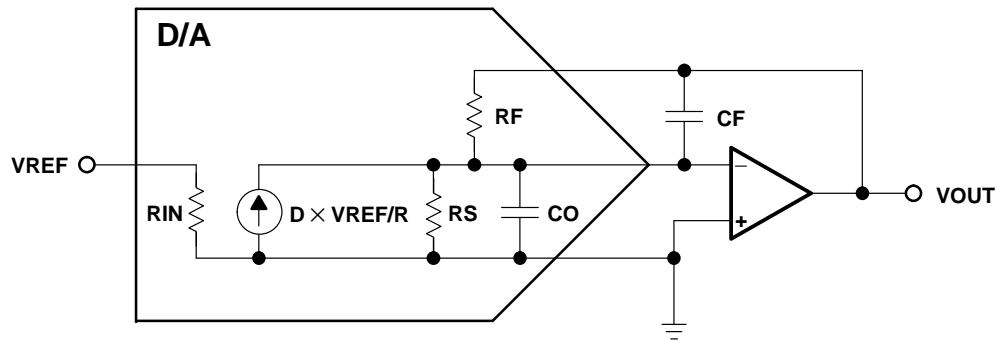 D/A
RF
CF
VREF
RIN
D × VREF/R
RS
CO
−
+
VOUT